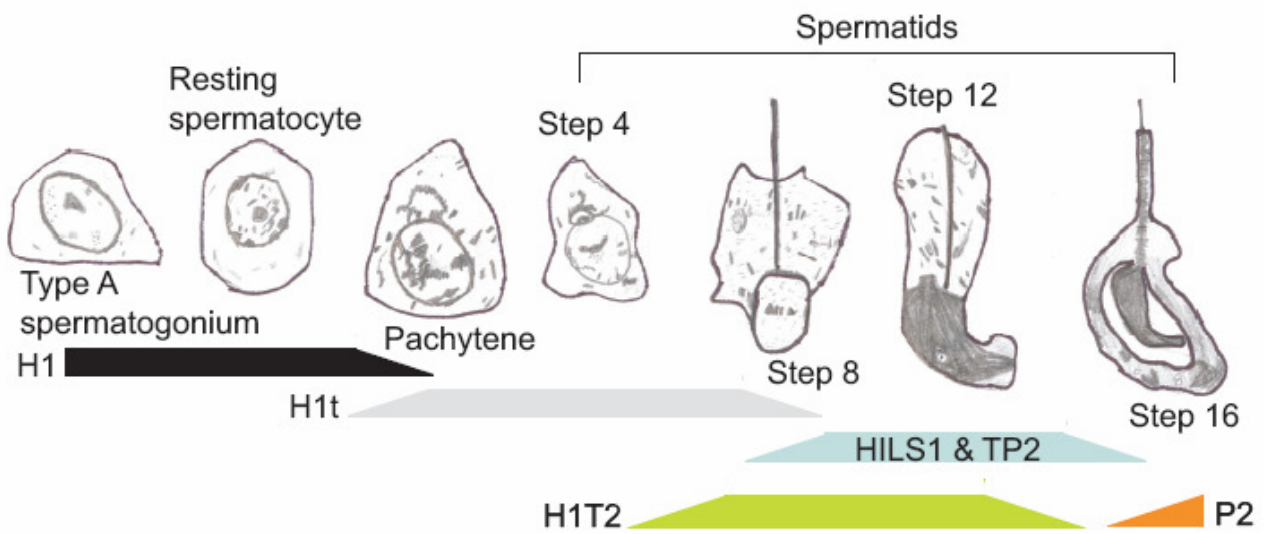 Spermatids
Resting
spermatocyte
Step 4
Step 12
Type A
spermatogonium
Pachytene
Step 8
Step 16
H1
H1t
HILS1 & TP2
H1T2
P2